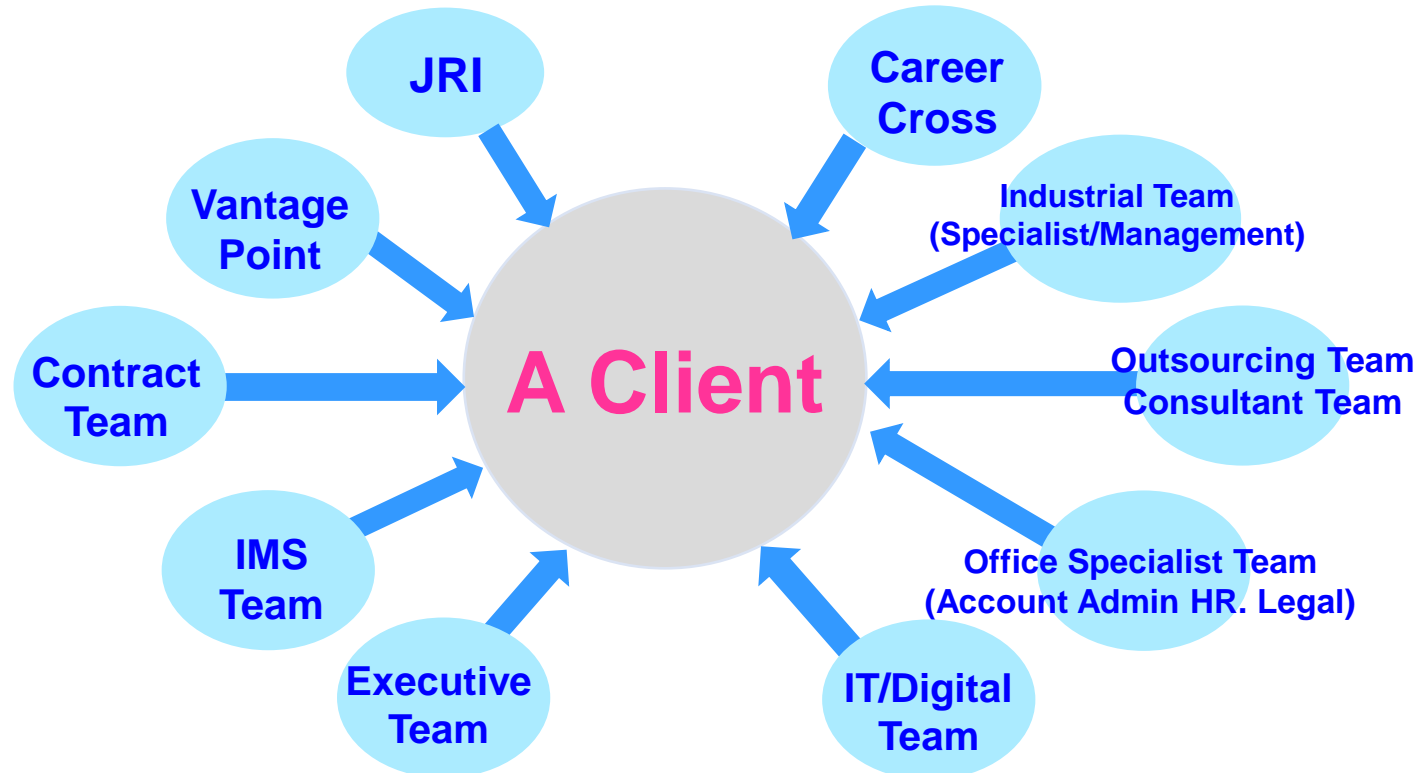 JRI
Career
Cross
Vantage
Point
Industrial Team
(Specialist/Management)
Contract
Team
A Client
Outsourcing Team
Consultant Team
IMS
Team
Office Specialist Team
(Account Admin HR. Legal)
Executive
Team
IT/Digital
Team